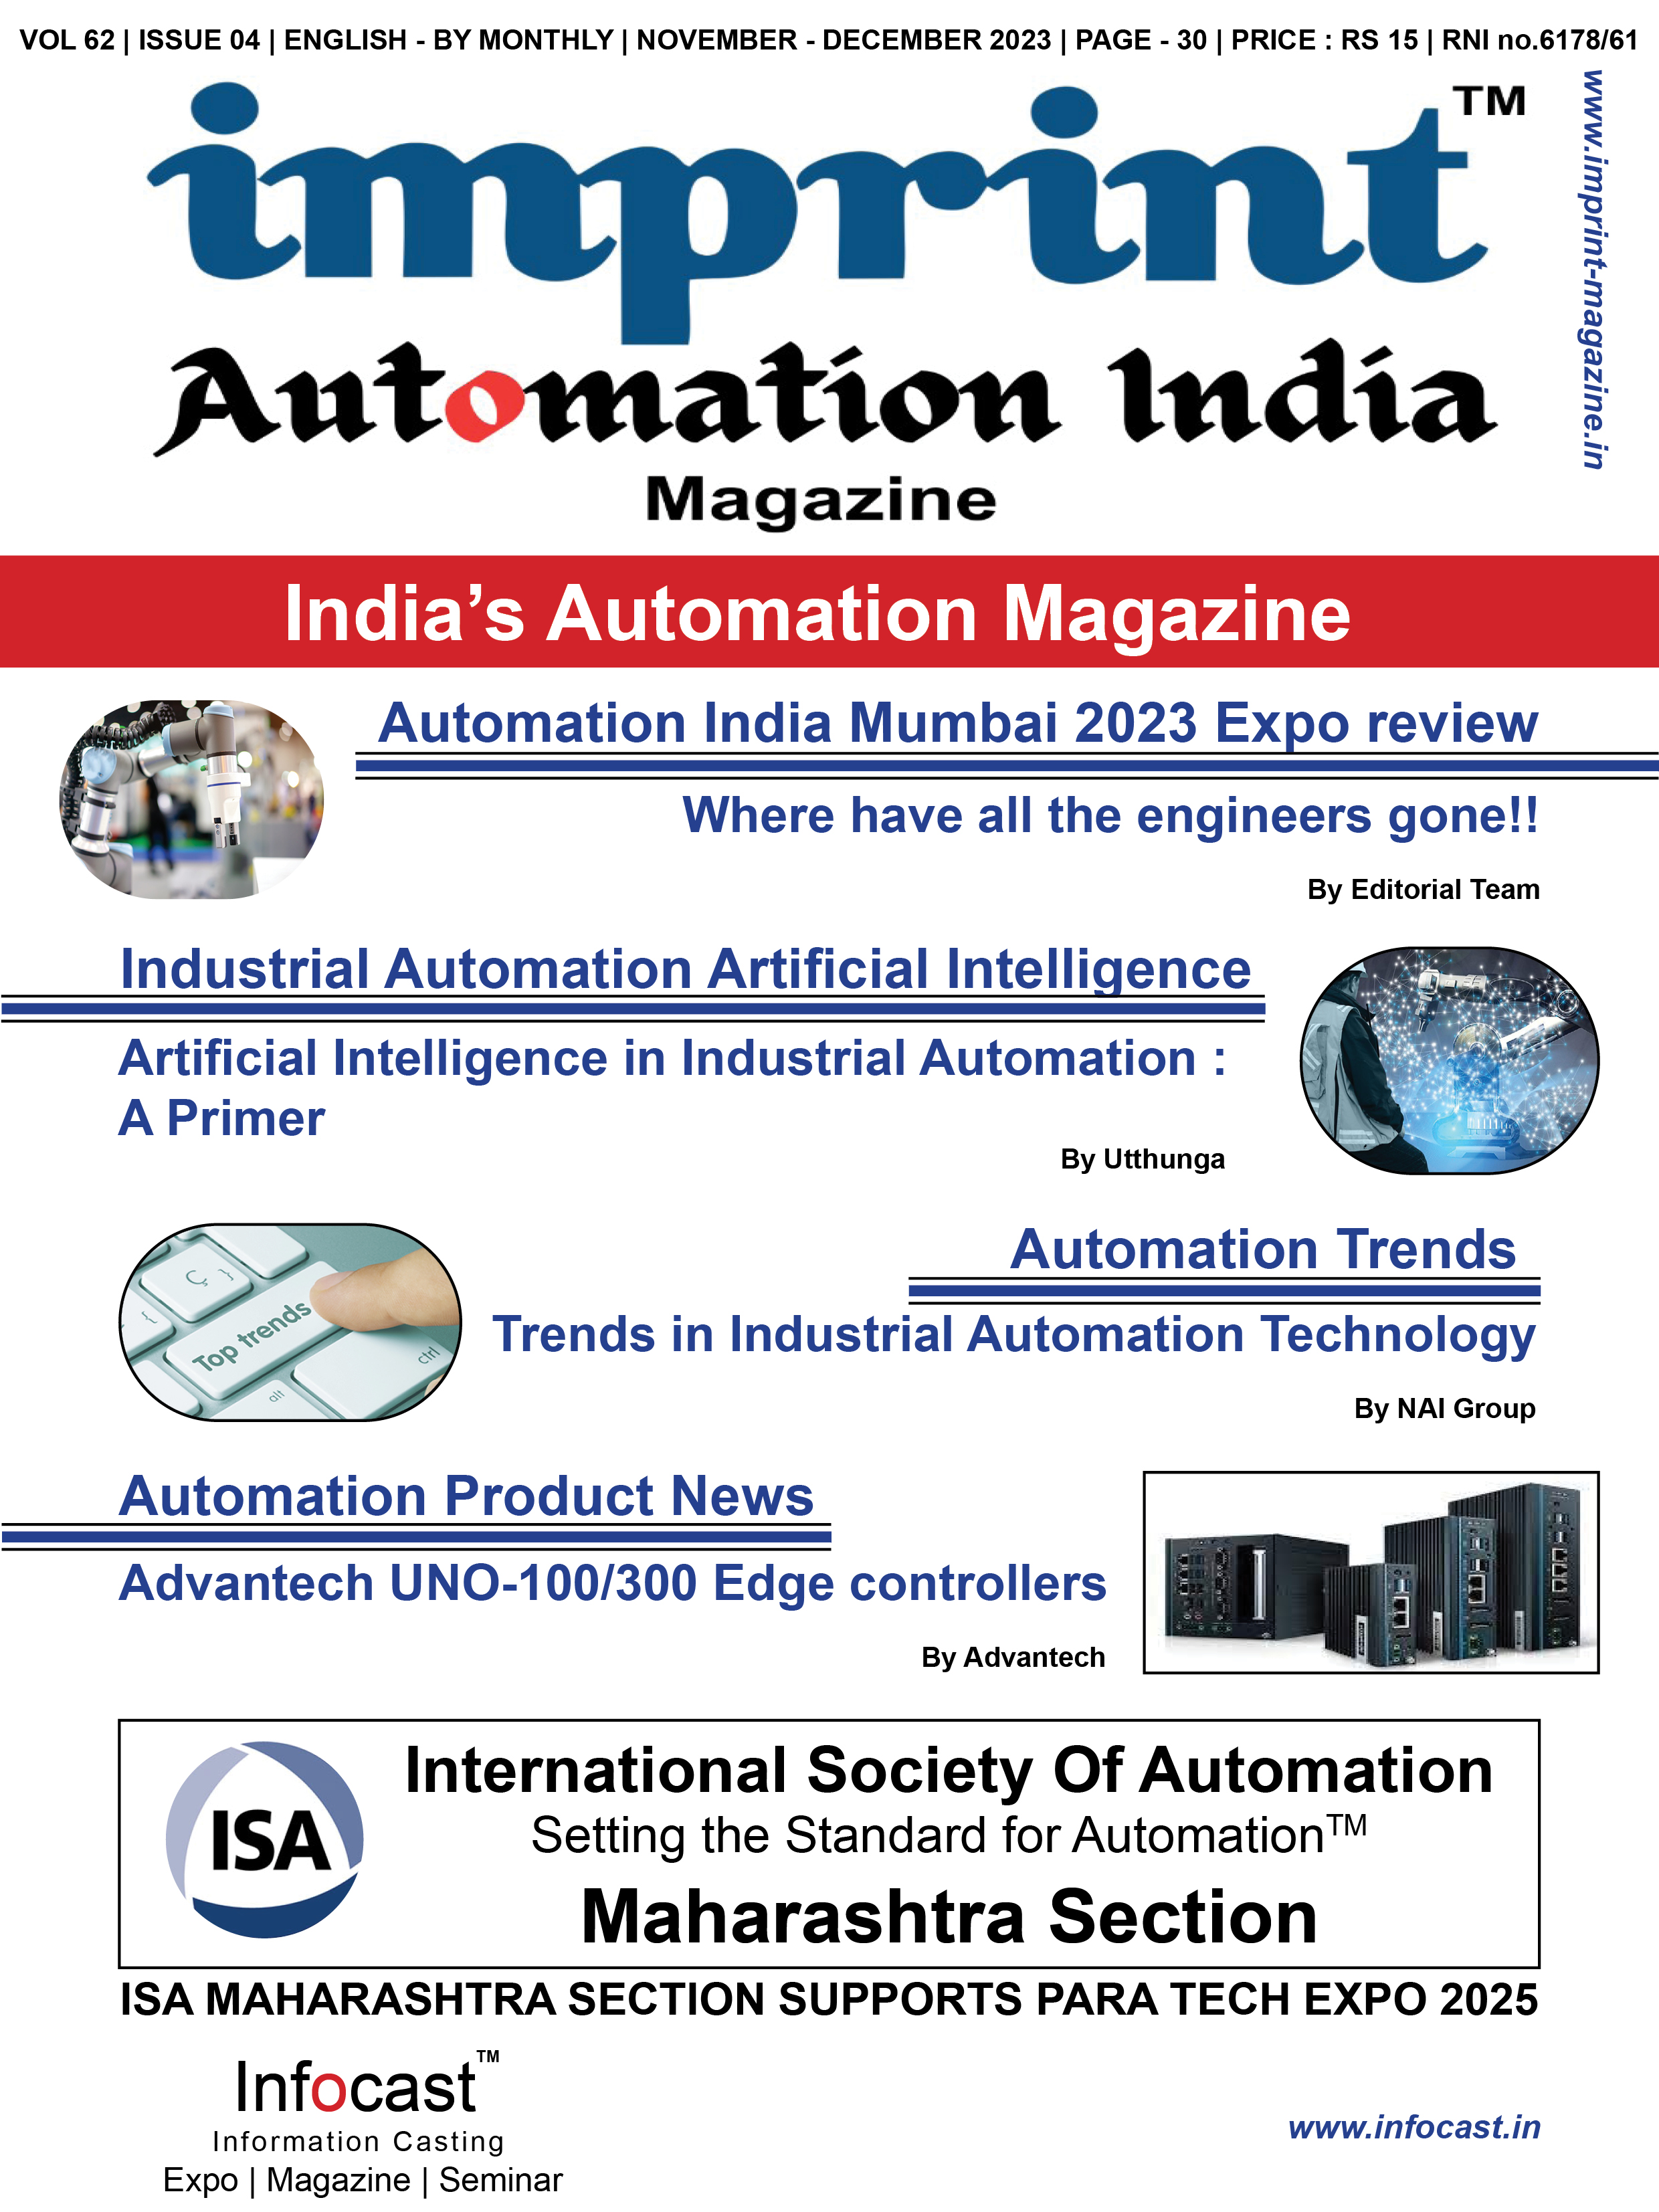 VOL 62 | ISSUE 04 | ENGLISH - BY MONTHLY | NOVEMBER - DECEMBER 2023 | PAGE - 30 | PRICE : RS 15 | RNI no.6178/61
imprint™
www.imprint-magazine.in
Automation India
Magazine
India’s Automation Magazine
Automation India Mumbai 2023 Expo review
Where have all the engineers gone!!
By Editorial Team
Industrial Automation Artificial Intelligence
Artificial Intelligence in Industrial Automation :
A Primer
By Utthunga
Automation Trends
Ç }
{
Top trends
ctrl
alt
Trends in Industrial Automation Technology
By NAI Group
Automation Product News
Advantech UNO-100/300 Edge controllers
By Advantech
ISA
International Society Of Automation
Setting the Standard for Automation™
Maharashtra Section
ISA MAHARASHTRA SECTION SUPPORTS PARA TECH EXPO 2025
Infocast™
Information Casting
Expo | Magazine | Seminar
www.infocast.in